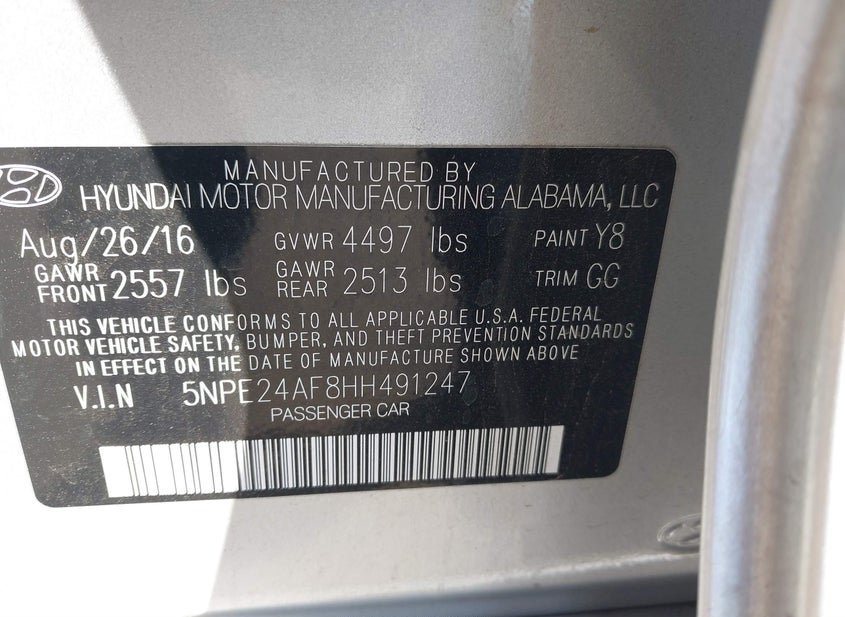 MANUFACTURED BY
HYUNDAI MOTOR MANUFACTURING ALABAMA, LLC
Aug/26/16 GVWR 4497 lbs PAINT Y8
GAWR FRONT 2557 lbs GAWR REAR 2513 lbs TRIM GG
THIS VEHICLE CONFORMS TO ALL APPLICABLE U.S.A. FEDERAL
MOTOR VEHICLE SAFETY, BUMPER, AND THEFT PREVENTION STANDARDS
IN EFFECT ON THE DATE OF MANUFACTURE SHOWN ABOVE
V.I.N 5NPE24AF8HH491247
PASSENGER CAR